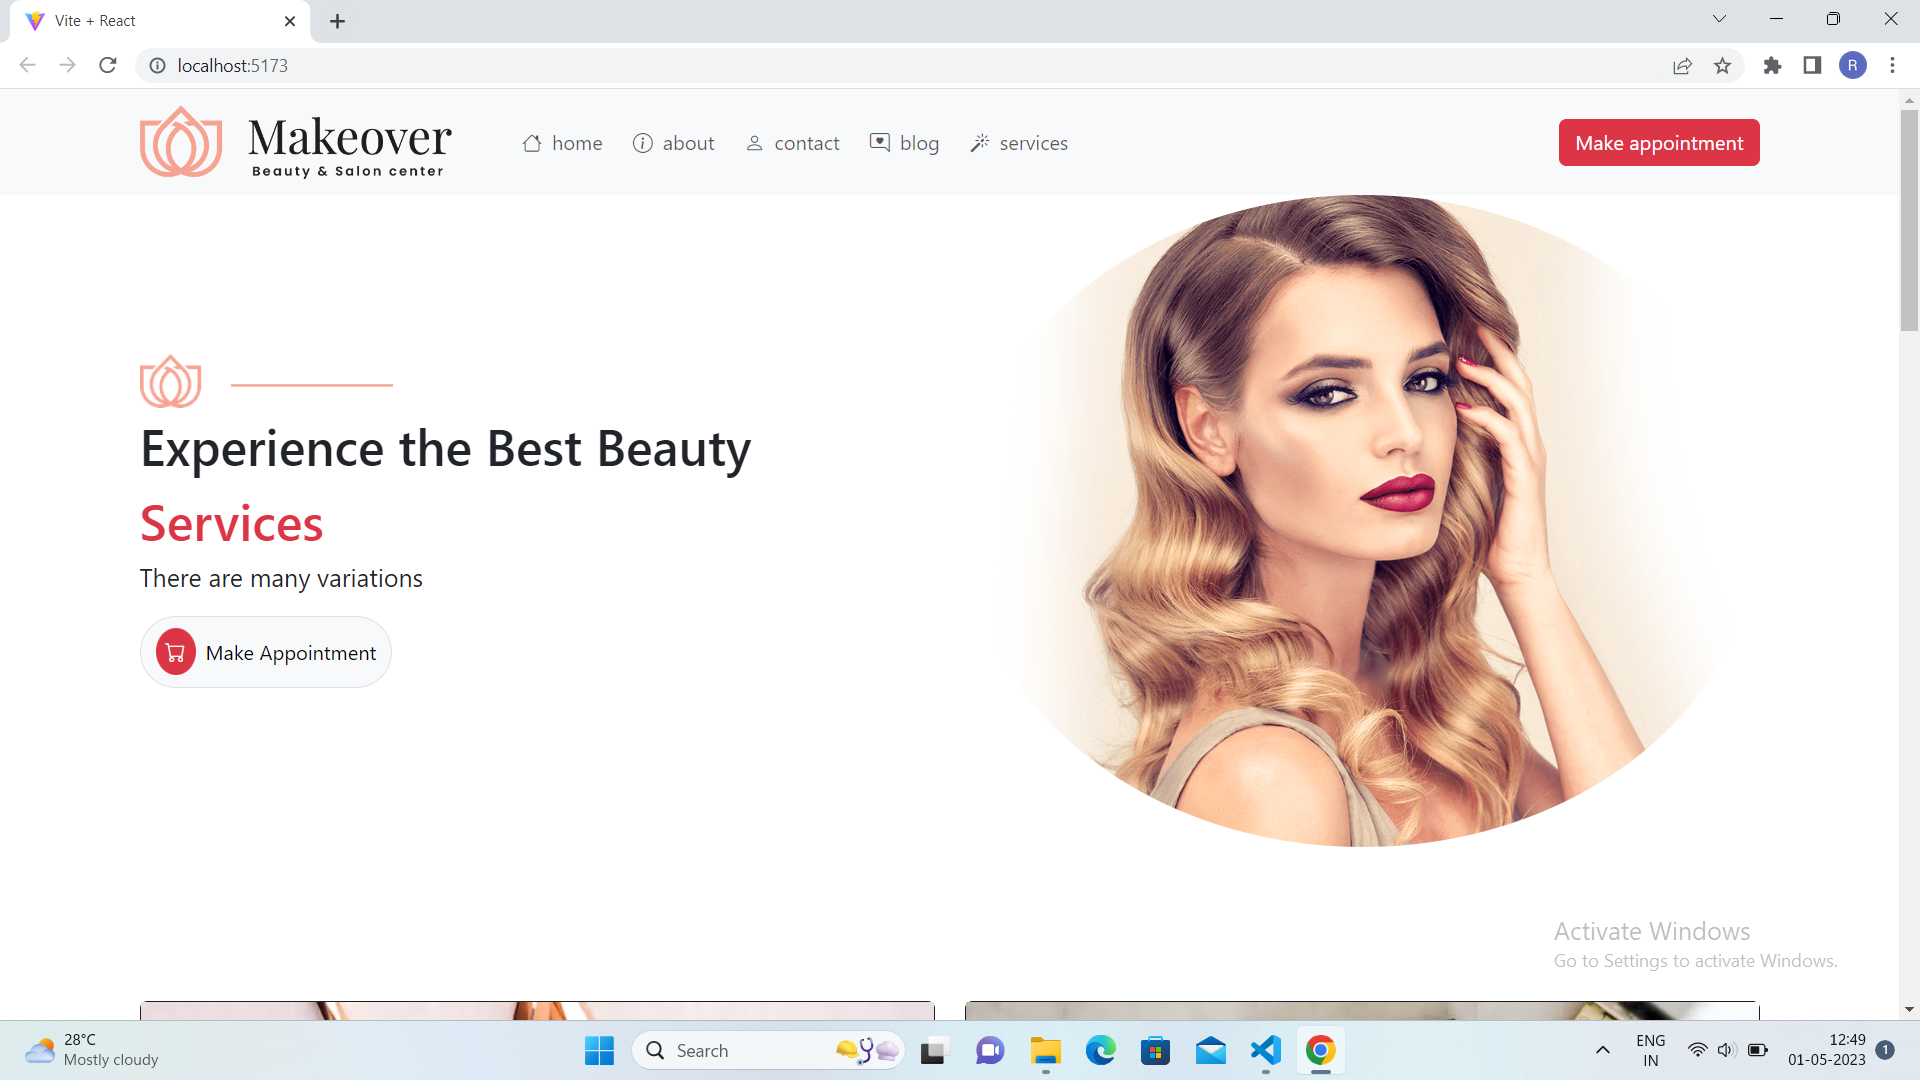 Vite + React
localhost:5173
R
Makeover
Beauty & Salon center
home
about
contact
blog
services
Make appointment
Experience the Best Beauty
Services
There are many variations
Make Appointment
Activate Windows
Go to Settings to activate Windows.
28°C
Mostly cloudy
Search
ENG
IN
12:49
01-05-2023
1